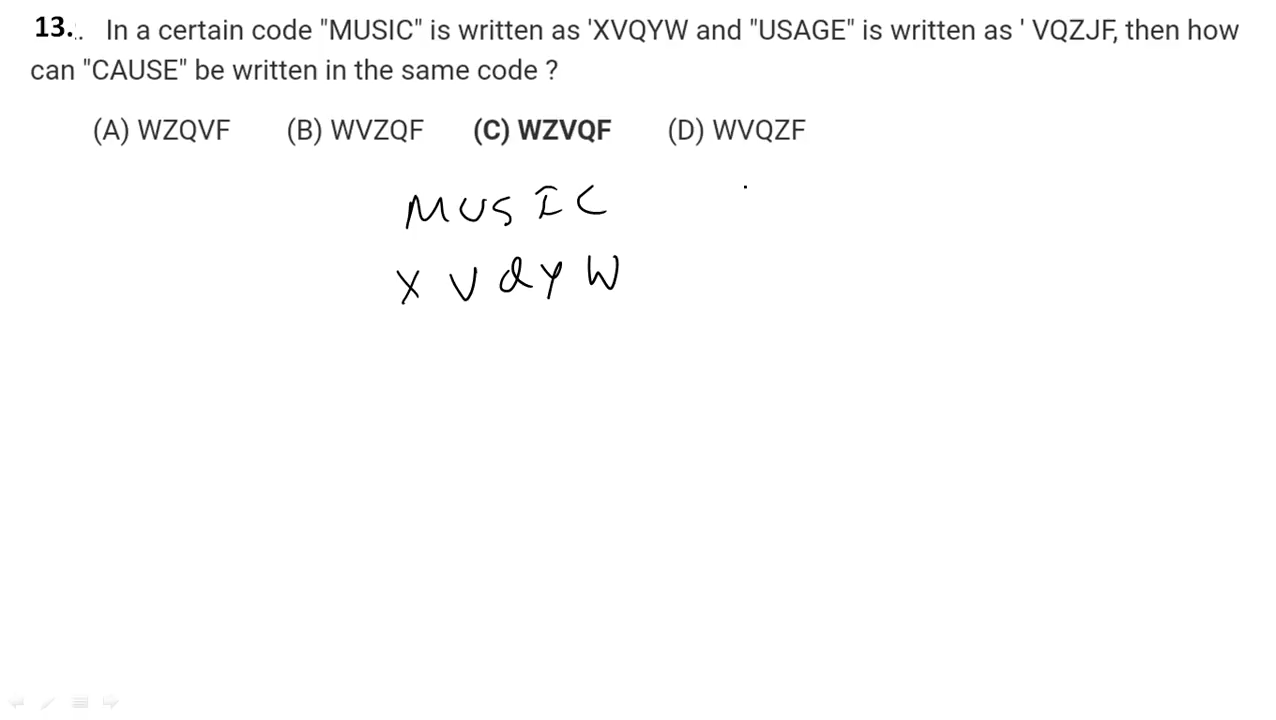 13.. In a certain code "MUSIC" is written as 'XVQYW and "USAGE" is written as ' VQZJF, then how
can "CAUSE" be written in the same code ?
(A) WZQVF (B) WVZQF (C) WZVQF (D) WVQZF
MUSIC
XVQYW